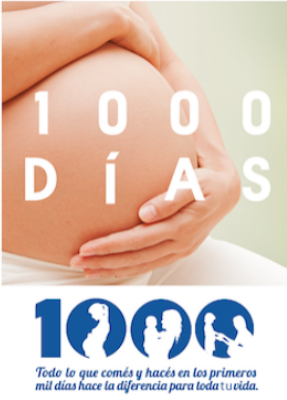 1000
DÍAS
1000
Todo lo que comés y hacés en los primeros
mil días hace la diferencia para toda tu vida.